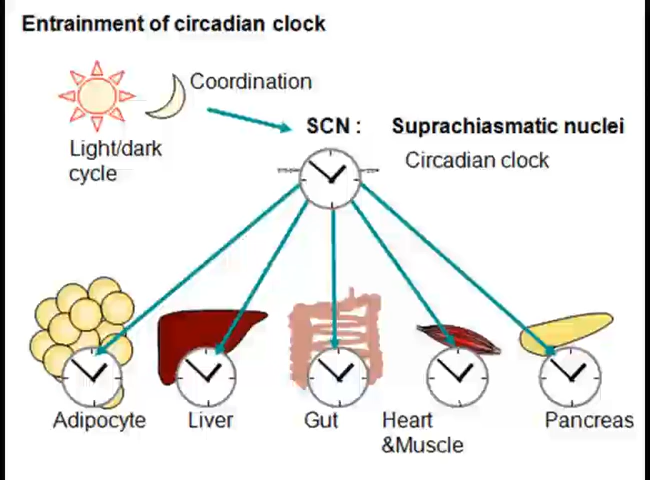 Entrainment of circadian clock
Coordination
SCN : Suprachiasmatic nuclei
Light/dark
cycle
Circadian clock
Adipocyte
Liver
Gut
Heart
&Muscle
Pancreas